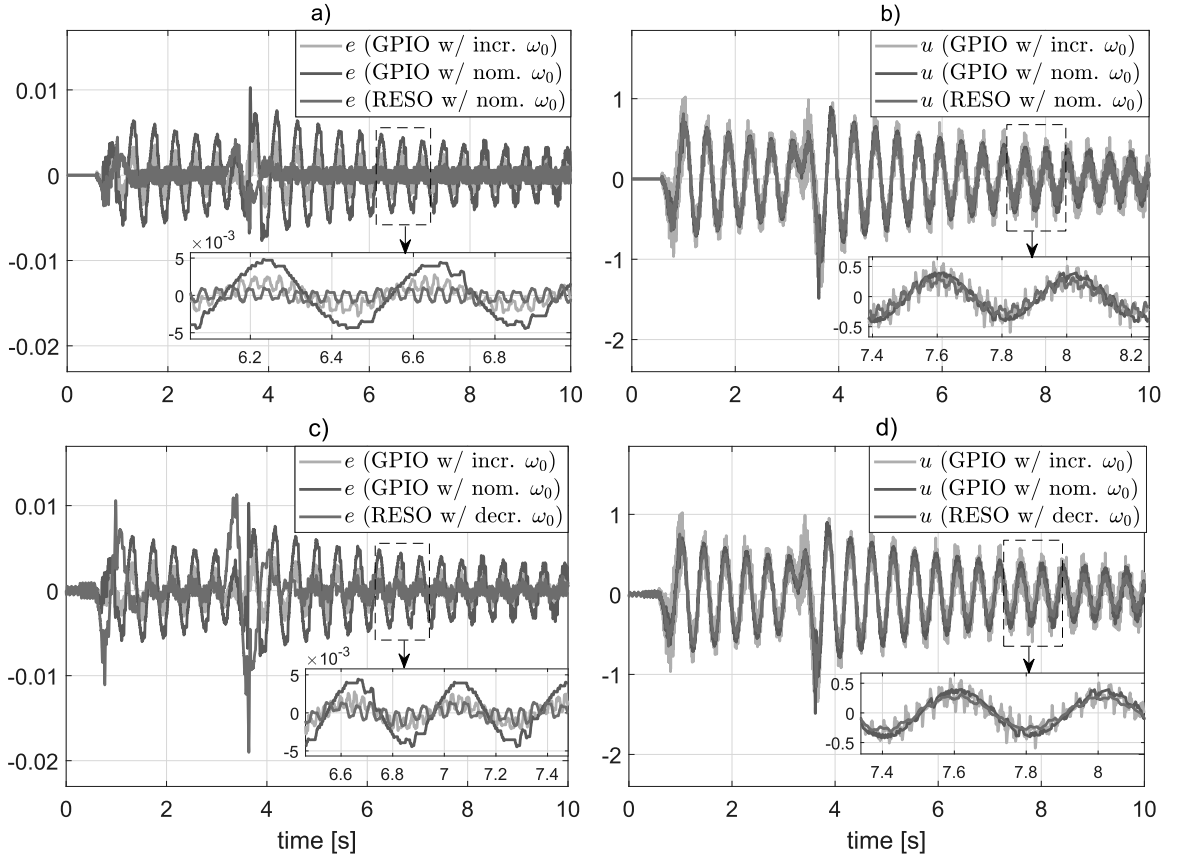 a)
e (GPIO w/ incr. ω₀)
e (GPIO w/ nom. ω₀)
e (RESO w/ nom. ω₀)
0.01
0
-0.01
-0.02
×10⁻³
5
0
-5
6.2 6.4 6.6 6.8
0 2 4 6 8 10
b)
u (GPIO w/ incr. ω₀)
u (GPIO w/ nom. ω₀)
u (RESO w/ nom. ω₀)
1
0
-1
-2
0.5
0
-0.5
7.4 7.6 7.8 8 8.2
0 2 4 6 8 10
c)
e (GPIO w/ incr. ω₀)
e (GPIO w/ nom. ω₀)
e (RESO w/ decr. ω₀)
0.01
0
-0.01
-0.02
×10⁻³
5
0
-5
6.6 6.8 7 7.2 7.4
0 2 4 6 8 10
time [s]
d)
u (GPIO w/ incr. ω₀)
u (GPIO w/ nom. ω₀)
u (RESO w/ decr. ω₀)
1
0
-1
-2
0.5
0
-0.5
7.4 7.6 7.8 8
0 2 4 6 8 10
time [s]